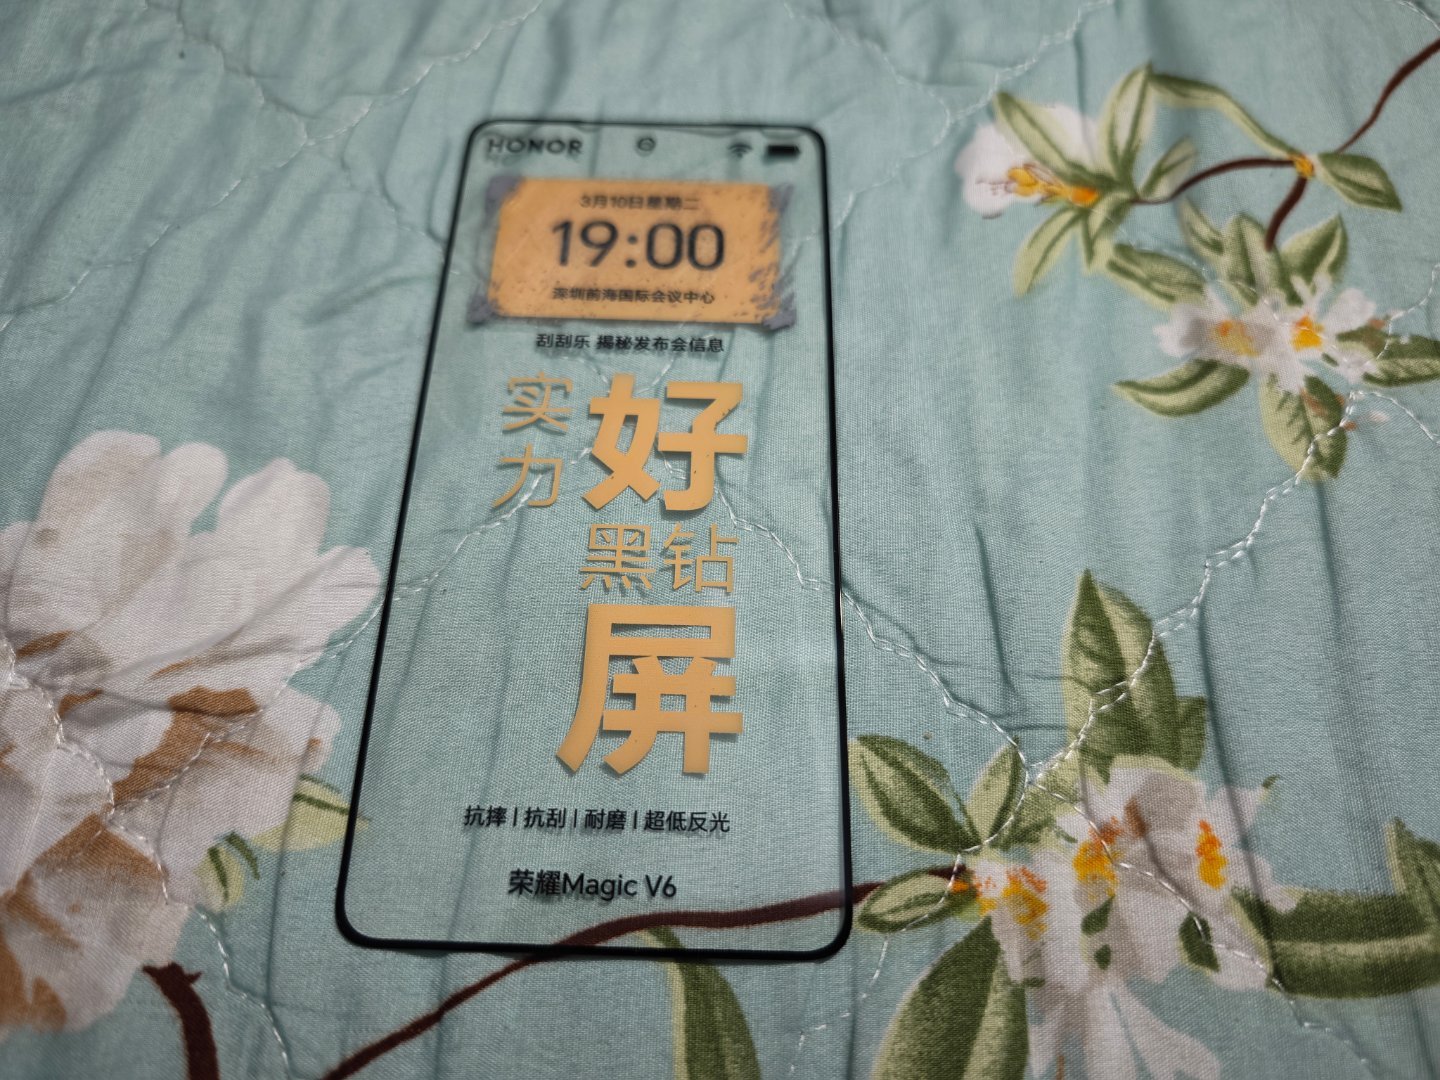 HONOR
3月10日星期二
19:00
深圳前海国际会议中心
刮刮乐 揭秘发布会信息
实力
好
黑钻
屏
抗摔 | 抗刮 | 耐磨 | 超低反光
荣耀Magic V6